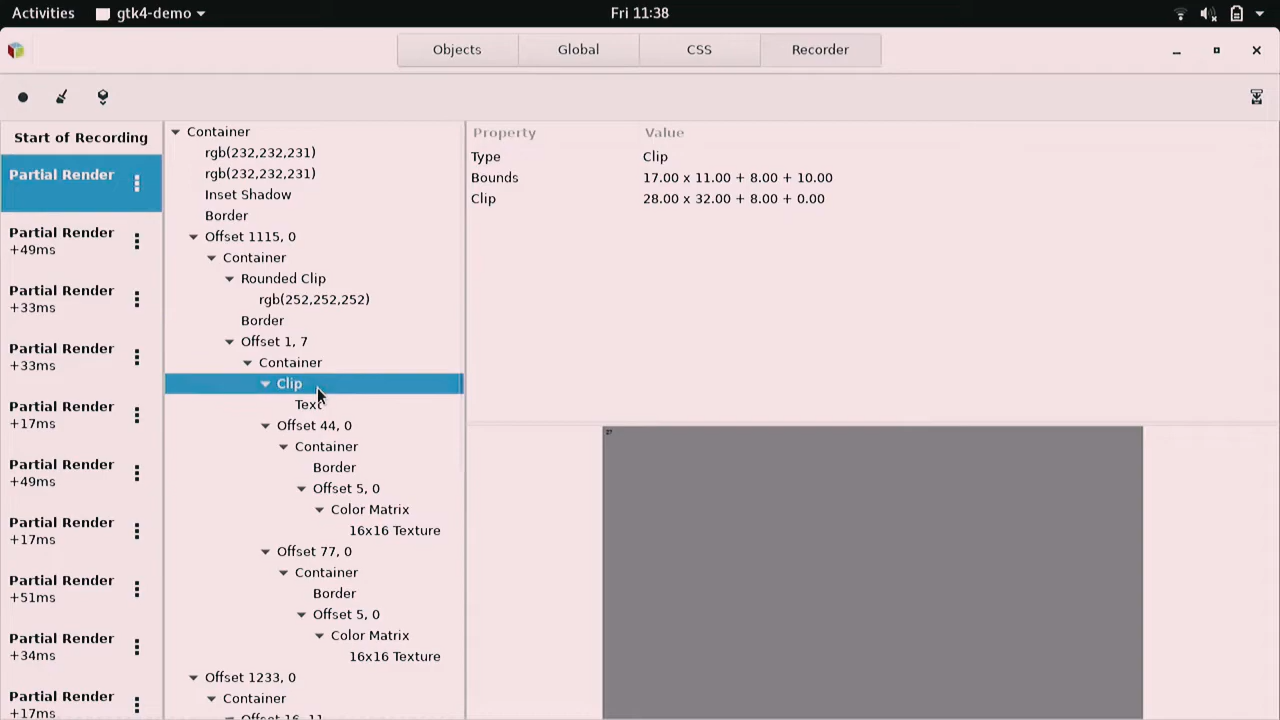 Activities gtk4-demo Fri 11:38
Objects Global CSS Recorder
Start of Recording
Partial Render
Partial Render
+49ms
Partial Render
+33ms
Partial Render
+33ms
Partial Render
+17ms
Partial Render
+49ms
Partial Render
+17ms
Partial Render
+51ms
Partial Render
+34ms
Partial Render
+17ms
Container
rgb(232,232,231)
rgb(232,232,231)
Inset Shadow
Border
Offset 1115, 0
Container
Rounded Clip
rgb(252,252,252)
Border
Offset 1, 7
Container
Clip
Text
Offset 44, 0
Container
Border
Offset 5, 0
Color Matrix
16x16 Texture
Offset 77, 0
Container
Border
Offset 5, 0
Color Matrix
16x16 Texture
Offset 1233, 0
Container
Offset 16, 11
Property Value
Type Clip
Bounds 17.00 x 11.00 + 8.00 + 10.00
Clip 28.00 x 32.00 + 8.00 + 0.00